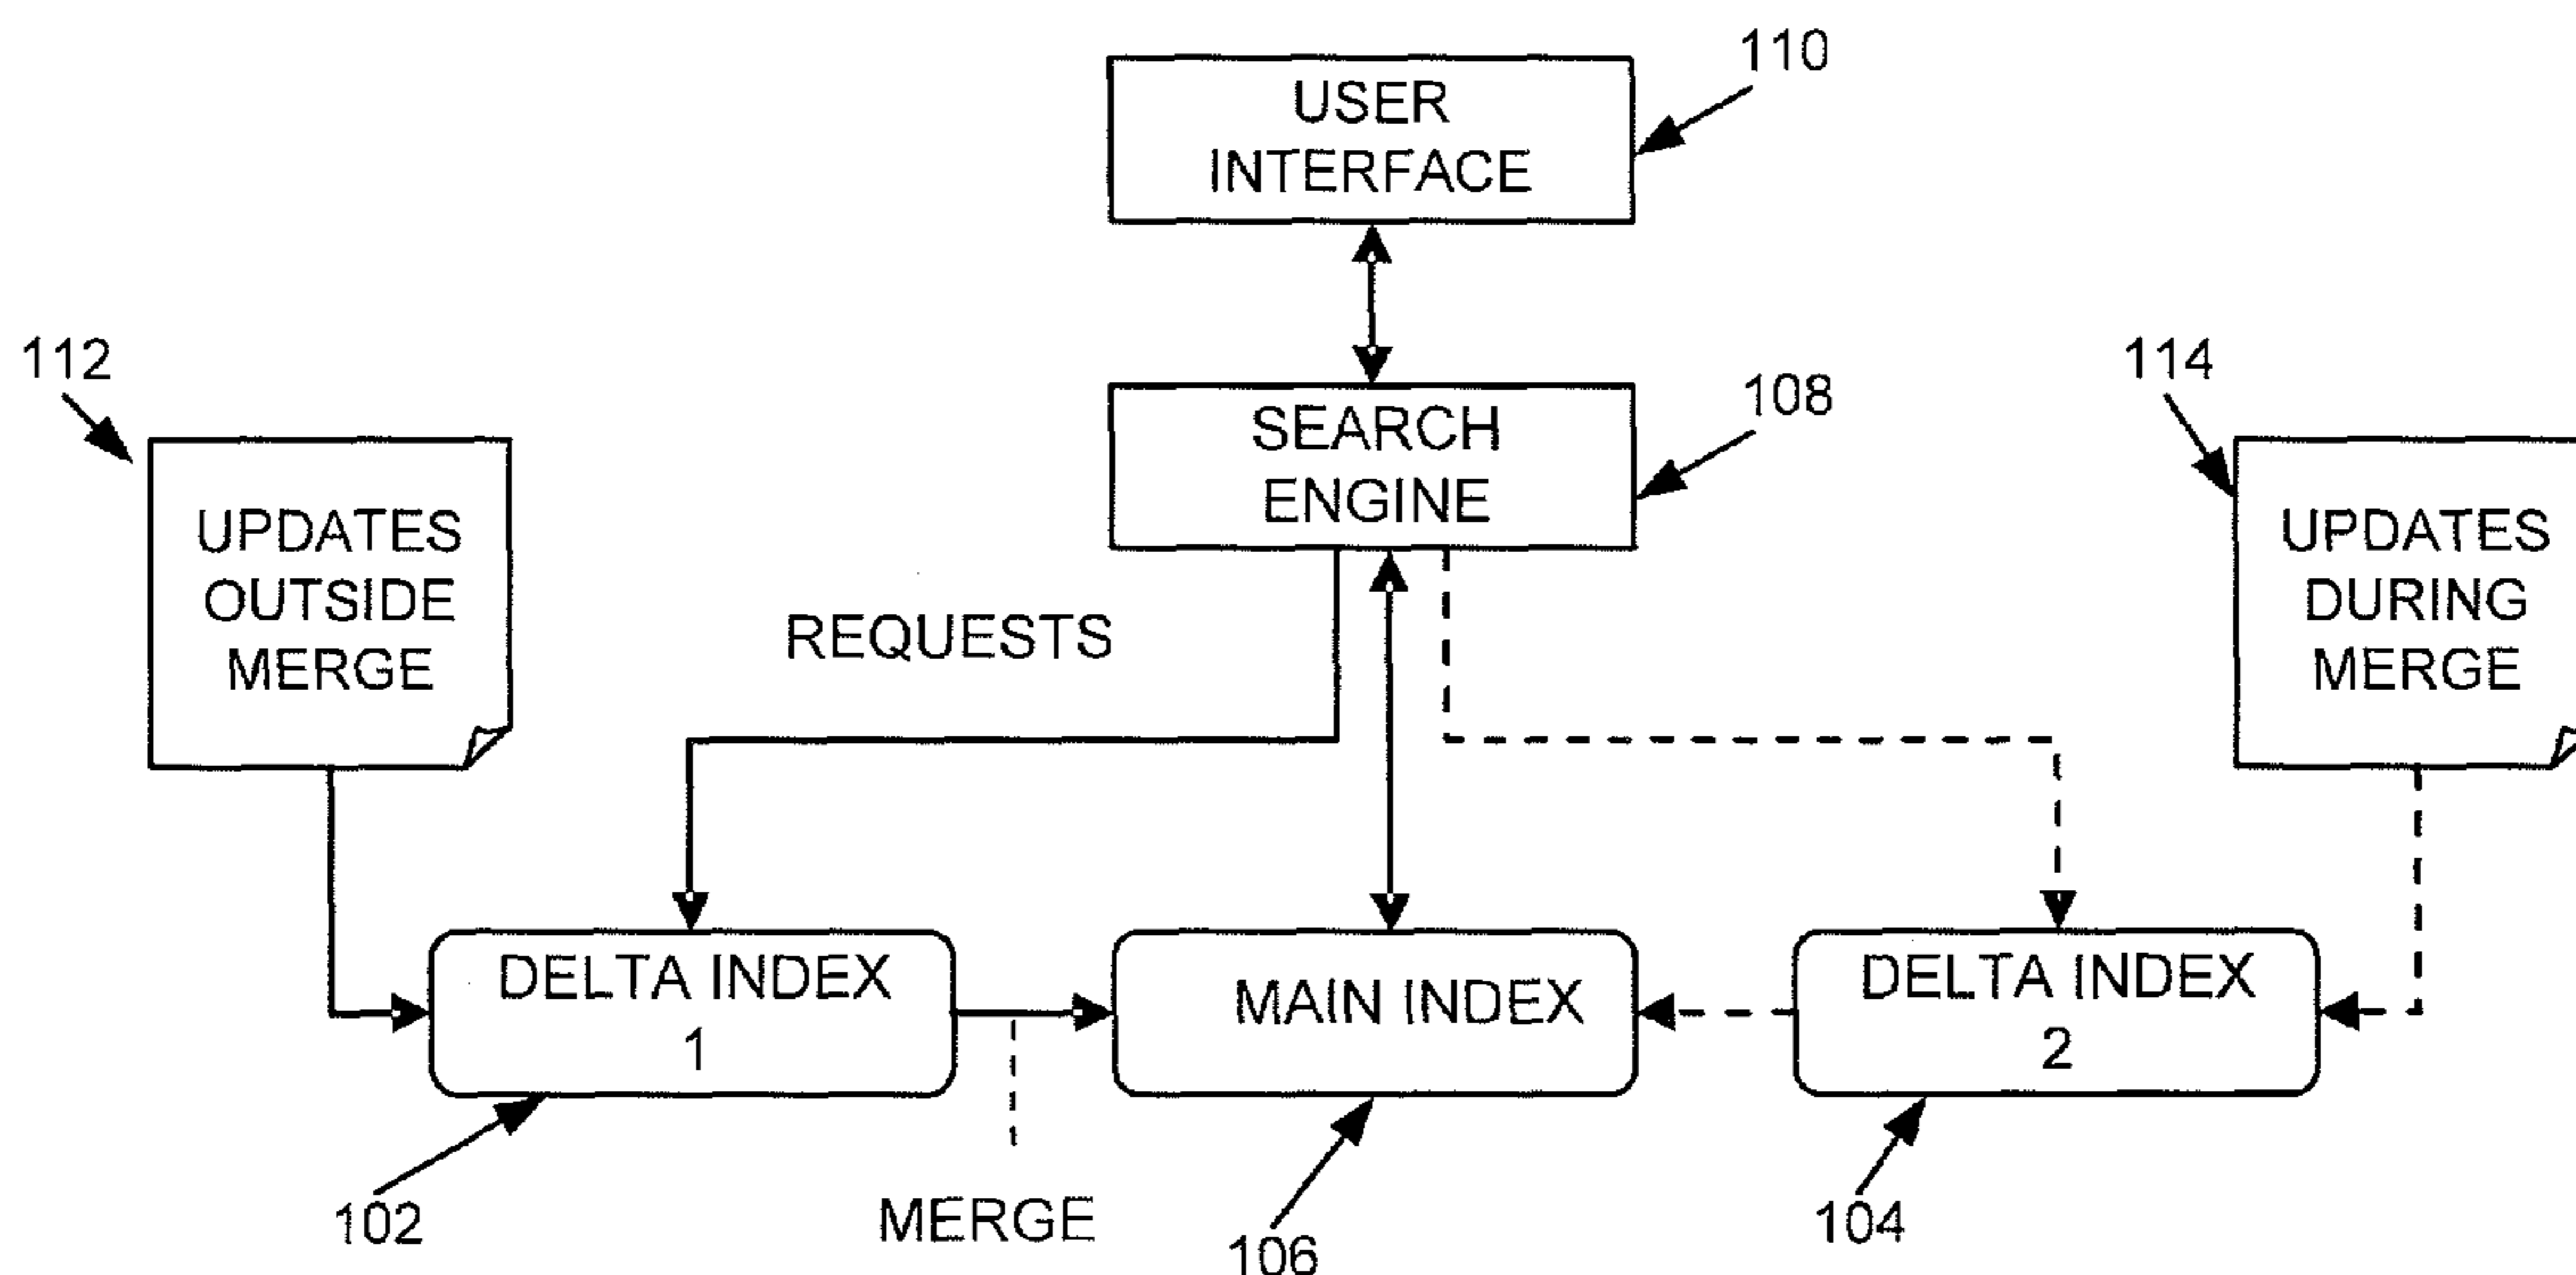 110
USER
INTERFACE
112
108
114
SEARCH
ENGINE
UPDATES
OUTSIDE
MERGE
UPDATES
DURING
MERGE
REQUESTS
DELTA INDEX
1
MAIN INDEX
DELTA INDEX
2
102
MERGE
106
104